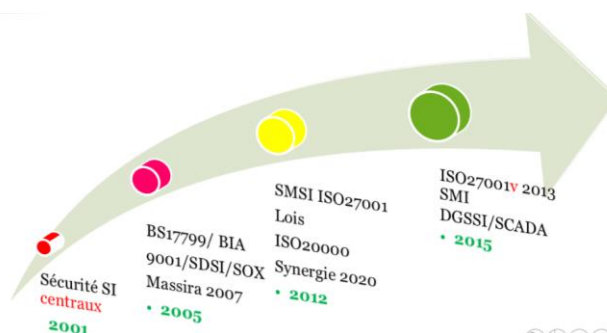 Sécurité SI
centraux
2001
BS17799/ BIA
9001/SDSI/SOX
Massira 2007
• 2005
SMSI ISO27001
Lois
ISO20000
Synergie 2020
• 2012
ISO27001v 2013
SMI
DGSSI/SCADA
• 2015